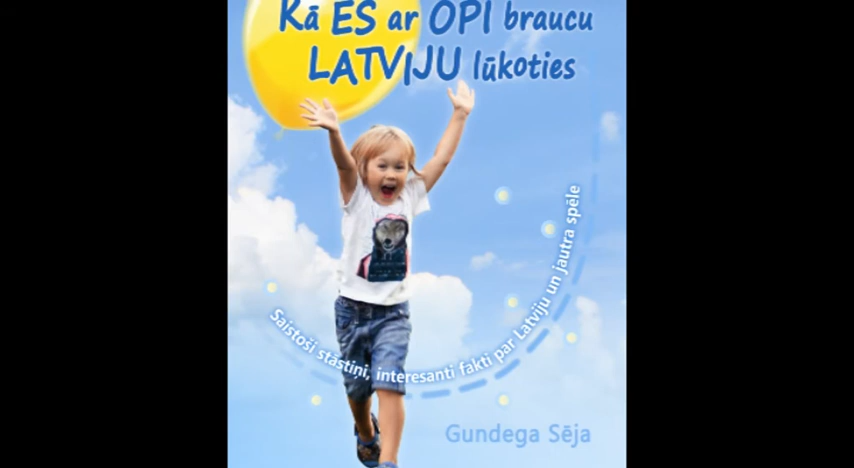 Kā ES ar OPI braucu
LATVIJU lūkoties
Saistoši stāstiņi, interesanti fakti par Latviju un jautra spēle
Gundega Sēja